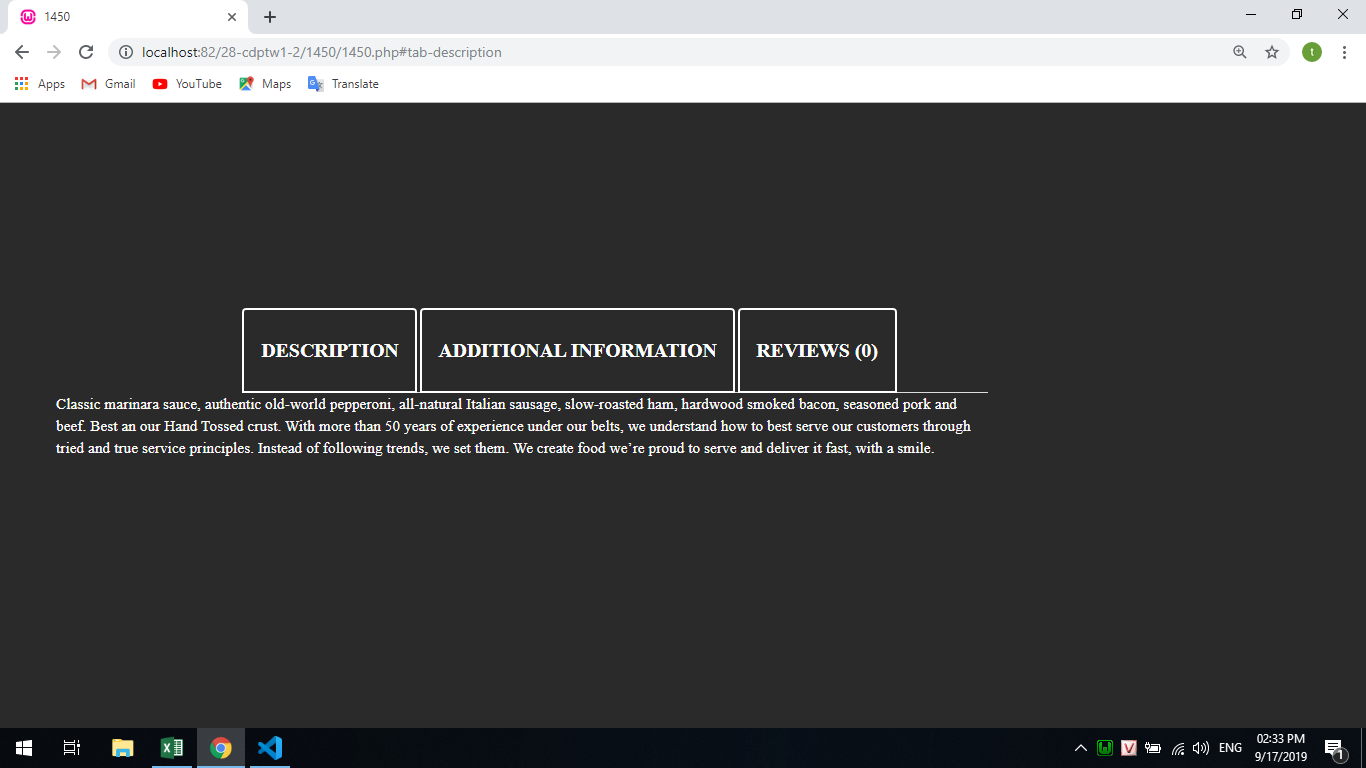 1450
localhost:82/28-cdptw1-2/1450/1450.php#tab-description
t
Apps Gmail YouTube Maps Translate
DESCRIPTION ADDITIONAL INFORMATION REVIEWS (0)
Classic marinara sauce, authentic old-world pepperoni, all-natural Italian sausage, slow-roasted ham, hardwood smoked bacon, seasoned pork and
beef. Best an our Hand Tossed crust. With more than 50 years of experience under our belts, we understand how to best serve our customers through
tried and true service principles. Instead of following trends, we set them. We create food we’re proud to serve and deliver it fast, with a smile.
V ENG 02:33 PM
9/17/2019
1